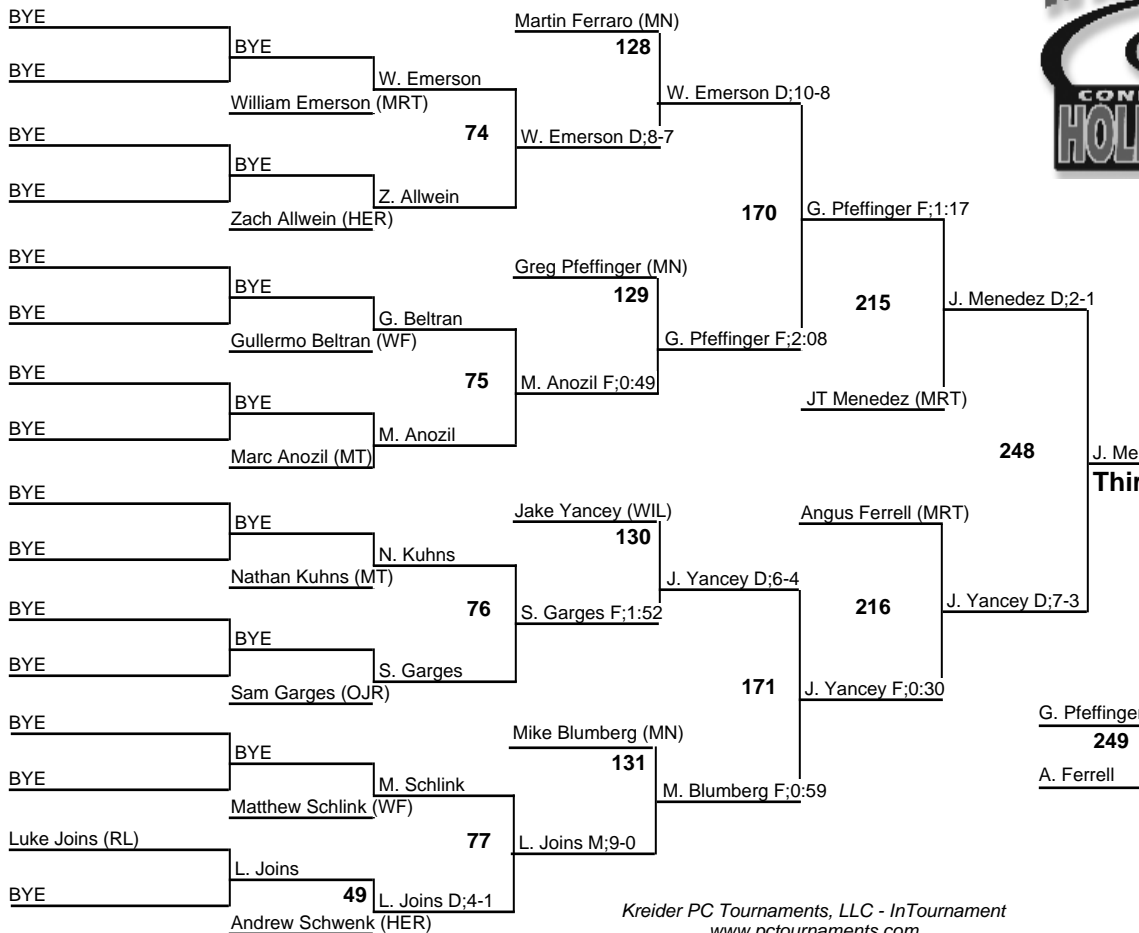 BYE
Martin Ferraro (MN)
BYE
128
BYE
W. Emerson
W. Emerson D;10-8
William Emerson (MRT)
BYE
74
W. Emerson D;8-7
BYE
BYE
Z. Allwein
170
G. Pfeffinger F;1:17
Zach Allwein (HER)
BYE
Greg Pfeffinger (MN)
BYE
129
215
J. Menedez D;2-1
BYE
G. Beltran
G. Pfeffinger F;2:08
Gullermo Beltran (WF)
BYE
75
M. Anozil F;0:49
BYE
JT Menedez (MRT)
BYE
M. Anozil
248
Marc Anozil (MT)
BYE
Jake Yancey (WIL)
Angus Ferrell (MRT)
BYE
130
BYE
N. Kuhns
J. Yancey D;6-4
Nathan Kuhns (MT)
BYE
76
S. Garges F;1:52
216
J. Yancey D;7-3
BYE
BYE
S. Garges
171
J. Yancey F;0:30
Sam Garges (OJR)
BYE
Mike Blumberg (MN)
249
BYE
131
A. Ferrell
BYE
M. Schlink
M. Blumberg F;0:59
Matthew Schlink (WF)
Luke Joins (RL)
77
L. Joins M;9-0
L. Joins
BYE
49
L. Joins D;4-1
Andrew Schwenk (HER)
Kreider PC Tournaments, LLC - InTournament
www.pctournaments.com